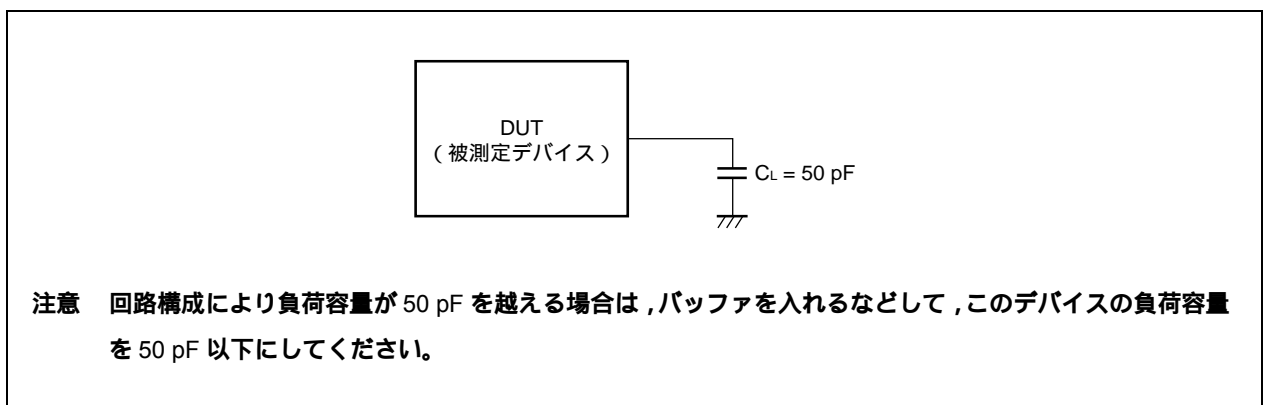 DUT
（被測定デバイス）
CL = 50 pF
注意　回路構成により負荷容量が 50 pF を越える場合は，バッファを入れるなどして，このデバイスの負荷容量
を 50 pF 以下にしてください。